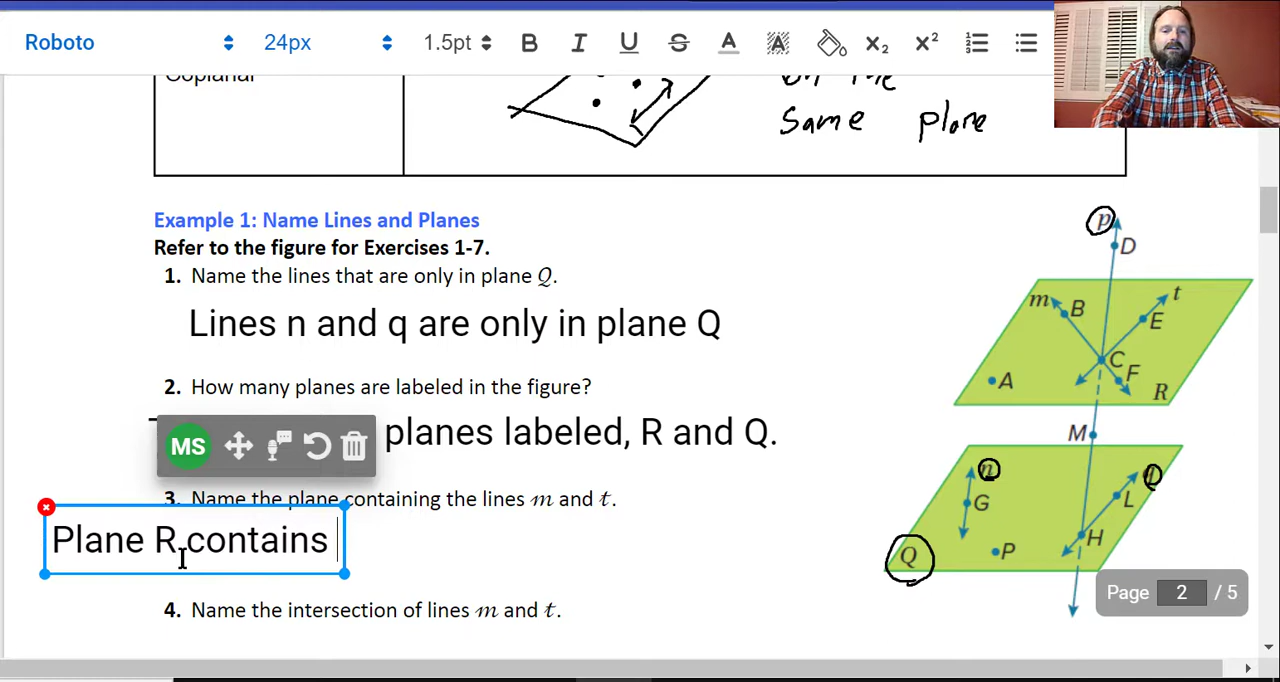 Roboto 24px 1.5pt B I U S A A X₂ X²
Coplanar
on the
Same plane
Example 1: Name Lines and Planes
Refer to the figure for Exercises 1-7.
1. Name the lines that are only in plane Q.
Lines n and q are only in plane Q
2. How many planes are labeled in the figure?
planes labeled, R and Q.
MS
3. Name the plane containing the lines m and t.
Plane R contains
4. Name the intersection of lines m and t.
p
D
m B t
E
C
F
A R
M
n q
G L
H
Q P
Page 2 / 5